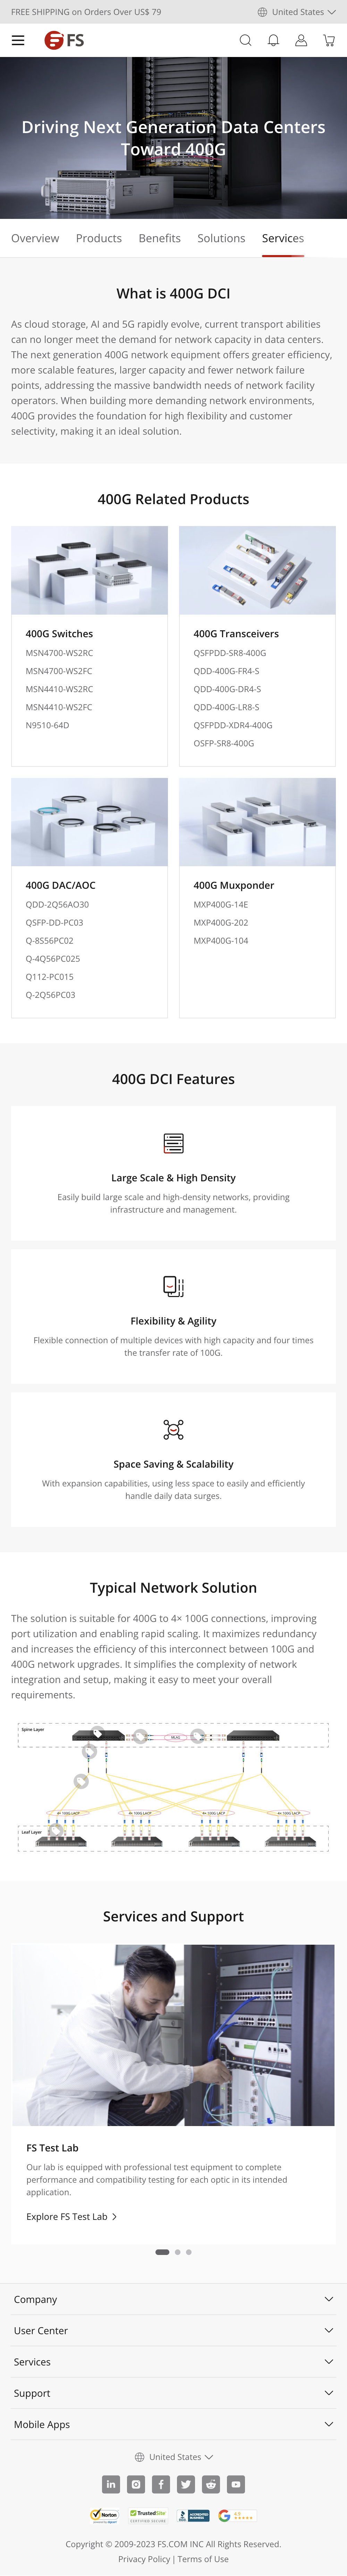 FREE SHIPPING on Orders Over US$ 79
United States
FS
Driving Next Generation Data Centers
Toward 400G
Overview Products Benefits Solutions Services
What is 400G DCI
As cloud storage, AI and 5G rapidly evolve, current transport abilities
can no longer meet the demand for network capacity in data centers.
The next generation 400G network equipment offers greater efficiency,
more scalable features, larger capacity and fewer network failure
points, addressing the massive bandwidth needs of network facility
operators. When building more demanding network environments,
400G provides the foundation for high flexibility and customer
selectivity, making it an ideal solution.
400G Related Products
400G Switches
MSN4700-WS2RC
MSN4700-WS2FC
MSN4410-WS2RC
MSN4410-WS2FC
N9510-64D
400G Transceivers
QSFPDD-SR8-400G
QDD-400G-FR4-S
QDD-400G-DR4-S
QDD-400G-LR8-S
QSFPDD-XDR4-400G
OSFP-SR8-400G
400G DAC/AOC
QDD-2Q56AO30
QSFP-DD-PC03
Q-8S56PC02
Q-4Q56PC025
Q112-PC015
Q-2Q56PC03
400G Muxponder
MXP400G-14E
MXP400G-202
MXP400G-104
400G DCI Features
Large Scale & High Density
Easily build large scale and high-density networks, providing
infrastructure and management.
Flexibility & Agility
Flexible connection of multiple devices with high capacity and four times
the transfer rate of 100G.
Space Saving & Scalability
With expansion capabilities, using less space to easily and efficiently
handle daily data surges.
Typical Network Solution
The solution is suitable for 400G to 4× 100G connections, improving
port utilization and enabling rapid scaling. It maximizes redundancy
and increases the efficiency of this interconnect between 100G and
400G network upgrades. It simplifies the complexity of network
integration and setup, making it easy to meet your overall
requirements.
Spine Layer
MLAG
4× 100G LACP 4× 100G LACP 4× 100G LACP 4× 100G LACP
Leaf Layer
Services and Support
FS Test Lab
Our lab is equipped with professional test equipment to complete
performance and compatibility testing for each optic in its intended
application.
Explore FS Test Lab
Company
User Center
Services
Support
Mobile Apps
United States
Norton
TrustedSite
CERTIFIED SECURE
ACCREDITED
BUSINESS
Copyright © 2009-2023 FS.COM INC All Rights Reserved.
Privacy Policy | Terms of Use